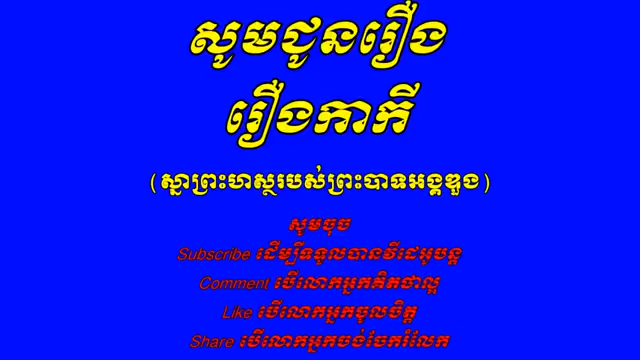 សូមជូនរឿង
រឿងកាកី
(ស្នាព្រះហស្ថរបស់ព្រះបាទអង្គឌួង)
សុមចុច
Subscribe ដើម្បីទទួលបានវីដេអូបន្ត
Comment បើលោកអ្នកគិតថាល្អ
Like បើលោកអ្នកចូលចិត្ត
Share បើលោកអ្នកចង់ចែករំលែក